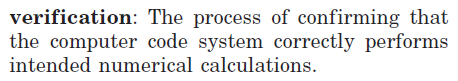 verification: The process of confirming that
the computer code system correctly performs
intended numerical calculations.